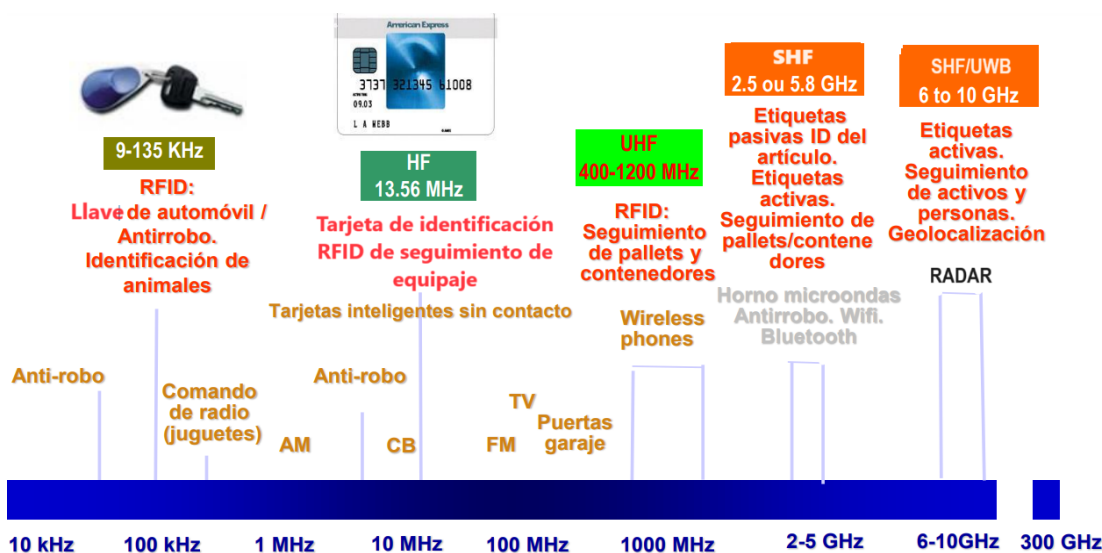 American Express
3737 321345 61008
09.03
L A WEBB
9-135 KHz
RFID:
Llave de automóvil /
Antirrobo.
Identificación de
animales
HF
13.56 MHz
Tarjeta de identificación
RFID de seguimiento de
equipaje
Tarjetas inteligentes sin contacto
UHF
400-1200 MHz
RFID:
Seguimiento
de pallets y
contenedores
Wireless
phones
SHF
2.5 ou 5.8 GHz
Etiquetas
pasivas ID del
artículo.
Etiquetas
activas.
Seguimiento de
pallets/contene
dores
Horno microondas
Antirrobo. Wifi.
Bluetooth
SHF/UWB
6 to 10 GHz
Etiquetas
activas.
Seguimiento
de activos y
personas.
Geolocalización
RADAR
Anti-robo
Comando
de radio
(juguetes)
AM
Anti-robo
CB
TV
FM
Puertas
garaje
10 kHz
100 kHz
1 MHz
10 MHz
100 MHz
1000 MHz
2-5 GHz
6-10GHz
300 GHz